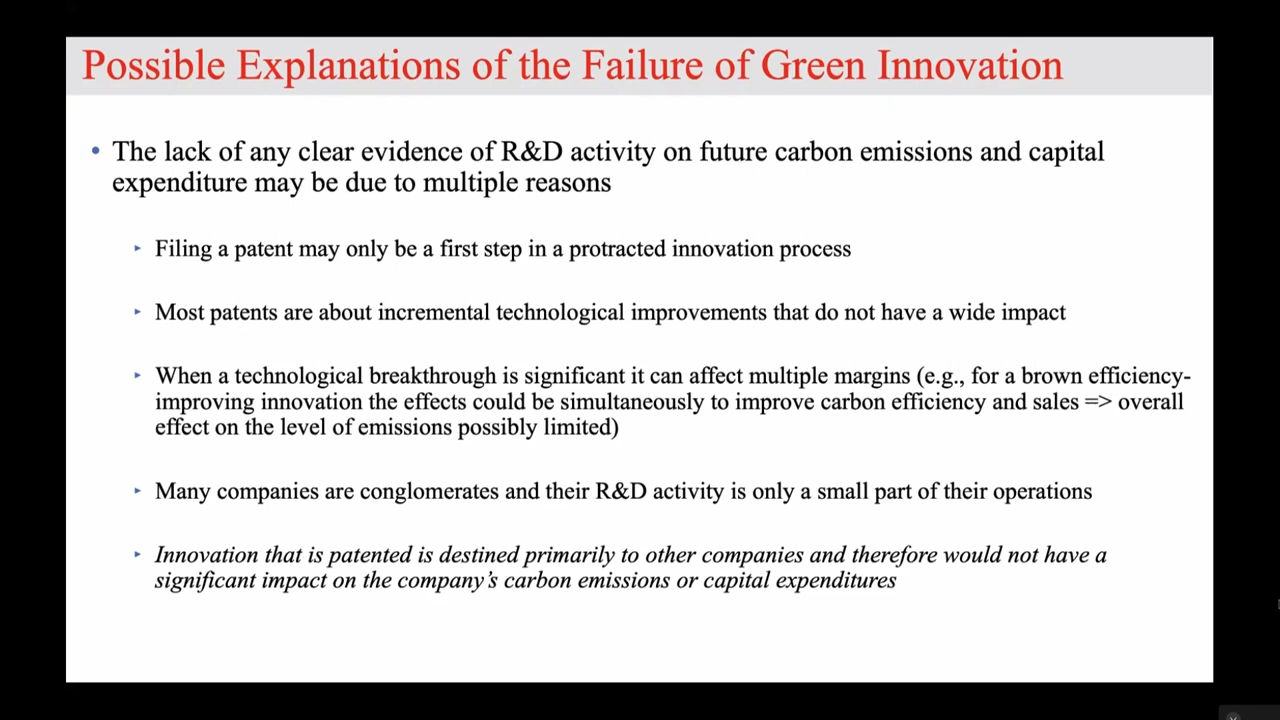 Possible Explanations of the Failure of Green Innovation
• The lack of any clear evidence of R&D activity on future carbon emissions and capital
expenditure may be due to multiple reasons
‣ Filing a patent may only be a first step in a protracted innovation process
‣ Most patents are about incremental technological improvements that do not have a wide impact
‣ When a technological breakthrough is significant it can affect multiple margins (e.g., for a brown efficiency-
improving innovation the effects could be simultaneously to improve carbon efficiency and sales => overall
effect on the level of emissions possibly limited)
‣ Many companies are conglomerates and their R&D activity is only a small part of their operations
‣ Innovation that is patented is destined primarily to other companies and therefore would not have a
significant impact on the company's carbon emissions or capital expenditures